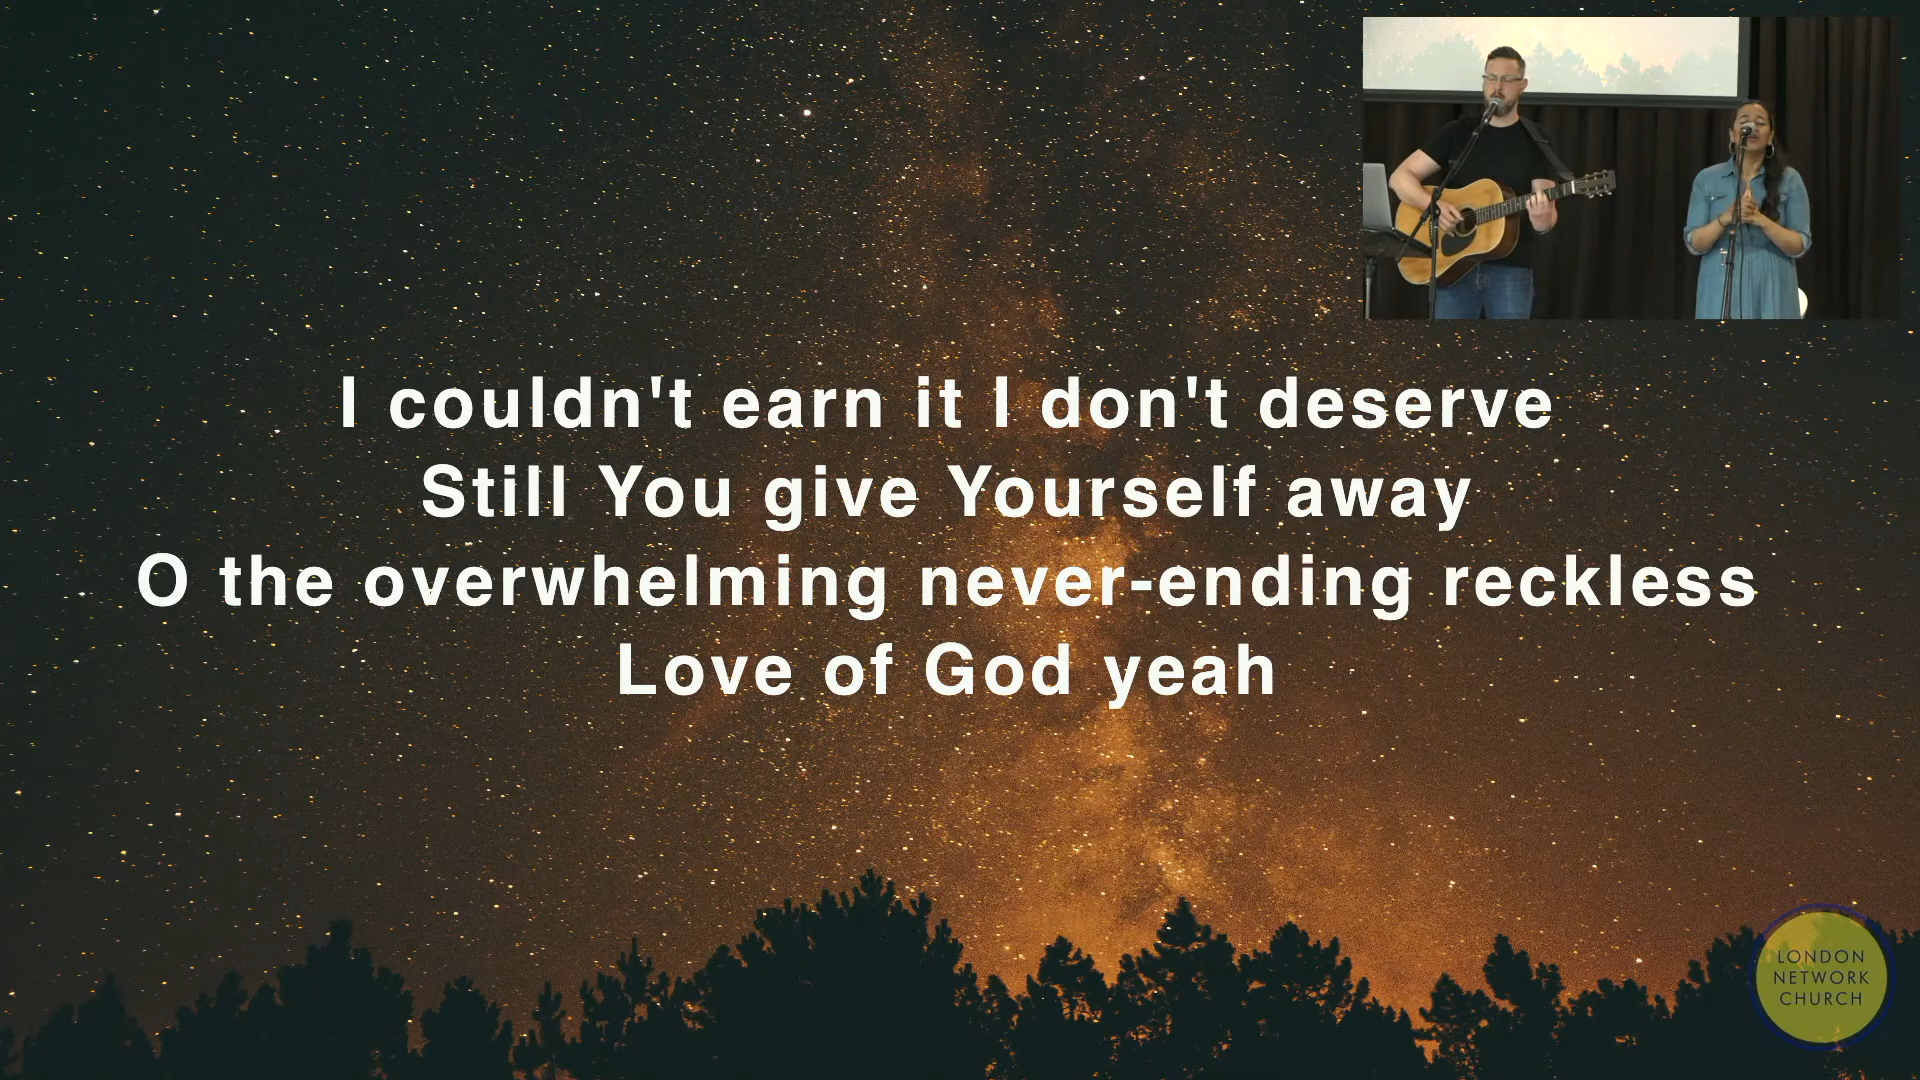 I couldn't earn it I don't deserve
Still You give Yourself away
O the overwhelming never-ending reckless
Love of God yeah
LONDON
NETWORK
CHURCH